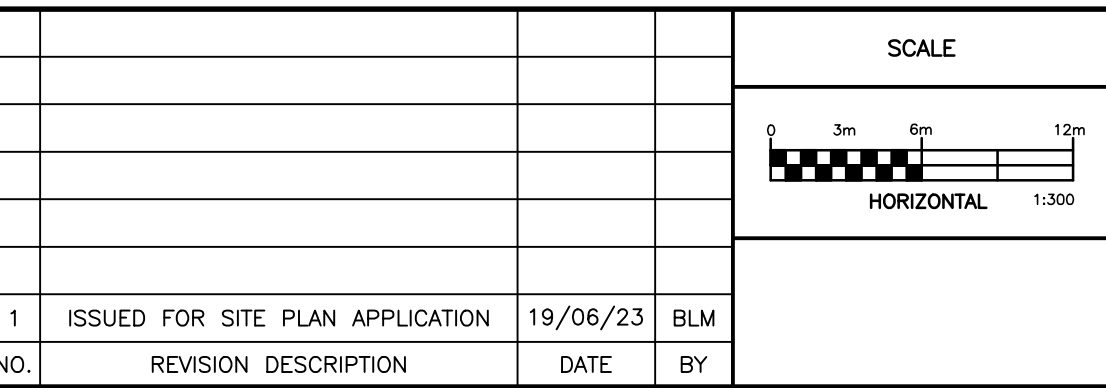 SCALE
0 3m 6m 12m
HORIZONTAL 1:300
1 ISSUED FOR SITE PLAN APPLICATION 19/06/23 BLM
NO. REVISION DESCRIPTION DATE BY